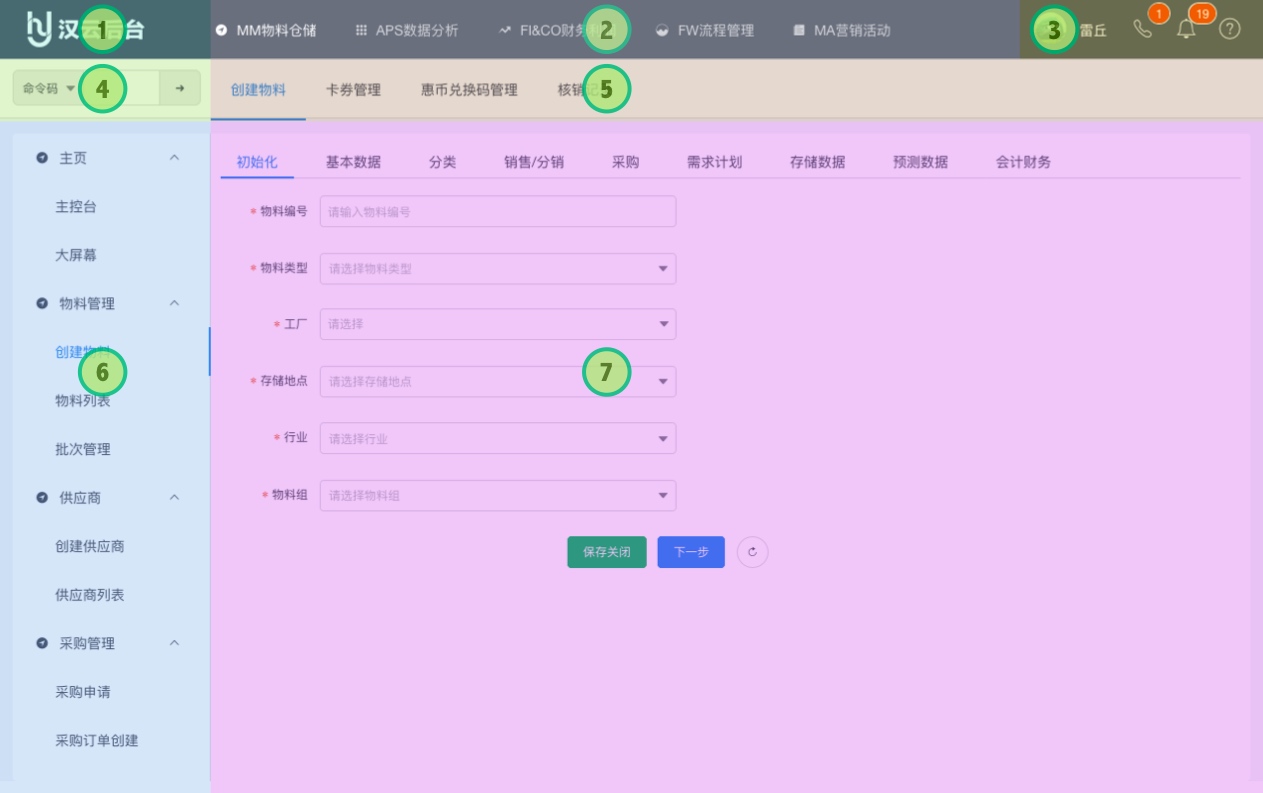 汉云后台
MM物料仓储
APS数据分析
FI&CO财务
FW流程管理
MA营销活动
雷丘
1
19
?
1
2
3
命令码
4
创建物料
卡券管理
惠币兑换码管理
核销
5
主页
主控台
大屏幕
物料管理
创建物料
6
物料列表
批次管理
供应商
创建供应商
供应商列表
采购管理
采购申请
采购订单创建
初始化
基本数据
分类
销售/分销
采购
需求计划
存储数据
预测数据
会计财务
* 物料编号
请输入物料编号
* 物料类型
请选择物料类型
* 工厂
请选择
* 存储地点
请选择存储地点
7
* 行业
请选择行业
* 物料组
请选择物料组
保存关闭
下一步